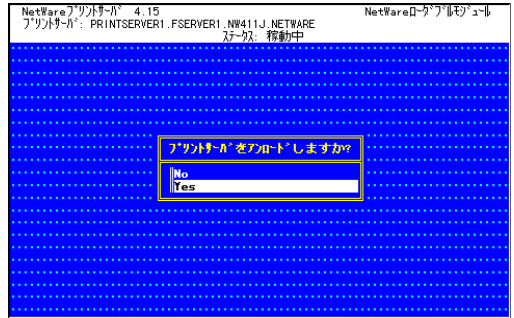 NetWareﾌﾟﾘﾝﾄｻｰﾊﾞ 4.15 NetWareﾛｰﾀﾞﾌﾞﾙﾓｼﾞｭｰﾙ
ﾌﾟﾘﾝﾄｻｰﾊﾞ: PRINTSERVER1.FSERVER1.NW411J.NETWARE
ｽﾃｰﾀｽ: 稼動中
ﾌﾟﾘﾝﾄｻｰﾊﾞをｱﾝﾛｰﾄﾞしますか?
No
Yes